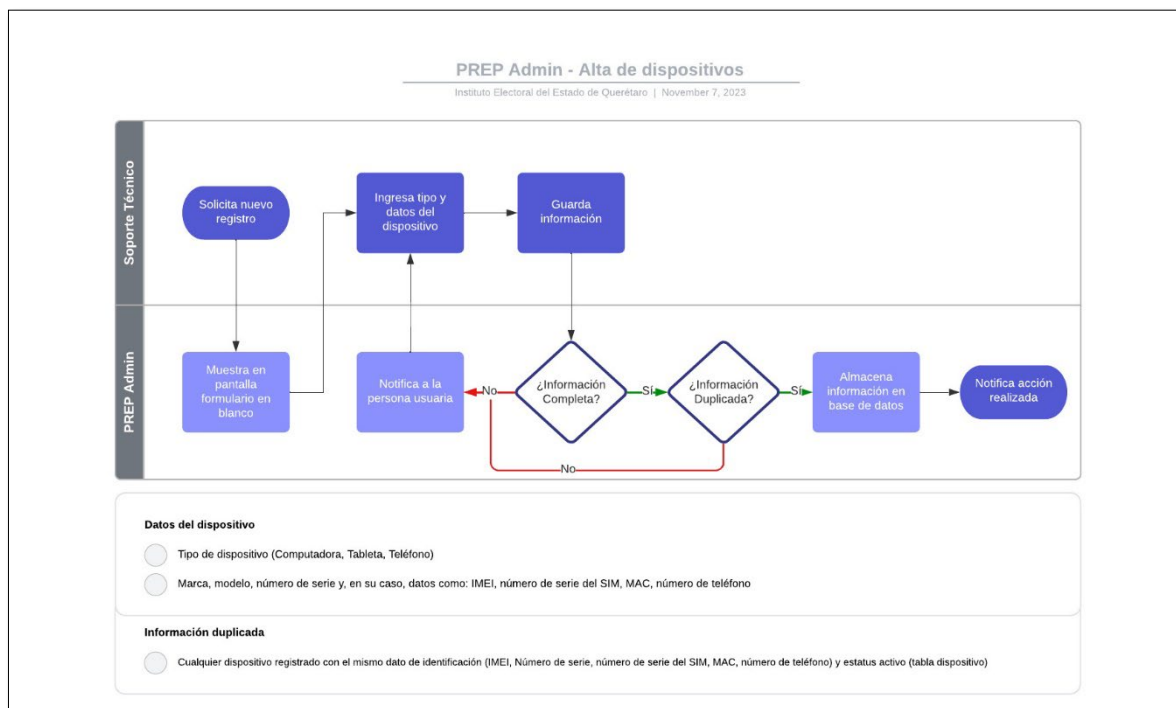 PREP Admin - Alta de dispositivos
Instituto Electoral del Estado de Querétaro | November 7, 2023
Soporte Técnico
Solicita nuevo
registro
Ingresa tipo y
datos del
dispositivo
Guarda
información
PREP Admin
Muestra en
pantalla
formulario en
blanco
Notifica a la
persona usuaria
No
¿Información
Completa?
Sí
¿Información
Duplicada?
Sí
Almacena
información en
base de datos
Notifica acción
realizada
No
Datos del dispositivo
Tipo de dispositivo (Computadora, Tableta, Teléfono)
Marca, modelo, número de serie y, en su caso, datos como: IMEI, número de serie del SIM, MAC, número de teléfono
Información duplicada
Cualquier dispositivo registrado con el mismo dato de identificación (IMEI, Número de serie, número de serie del SIM, MAC, número de teléfono) y estatus activo (tabla dispositivo)